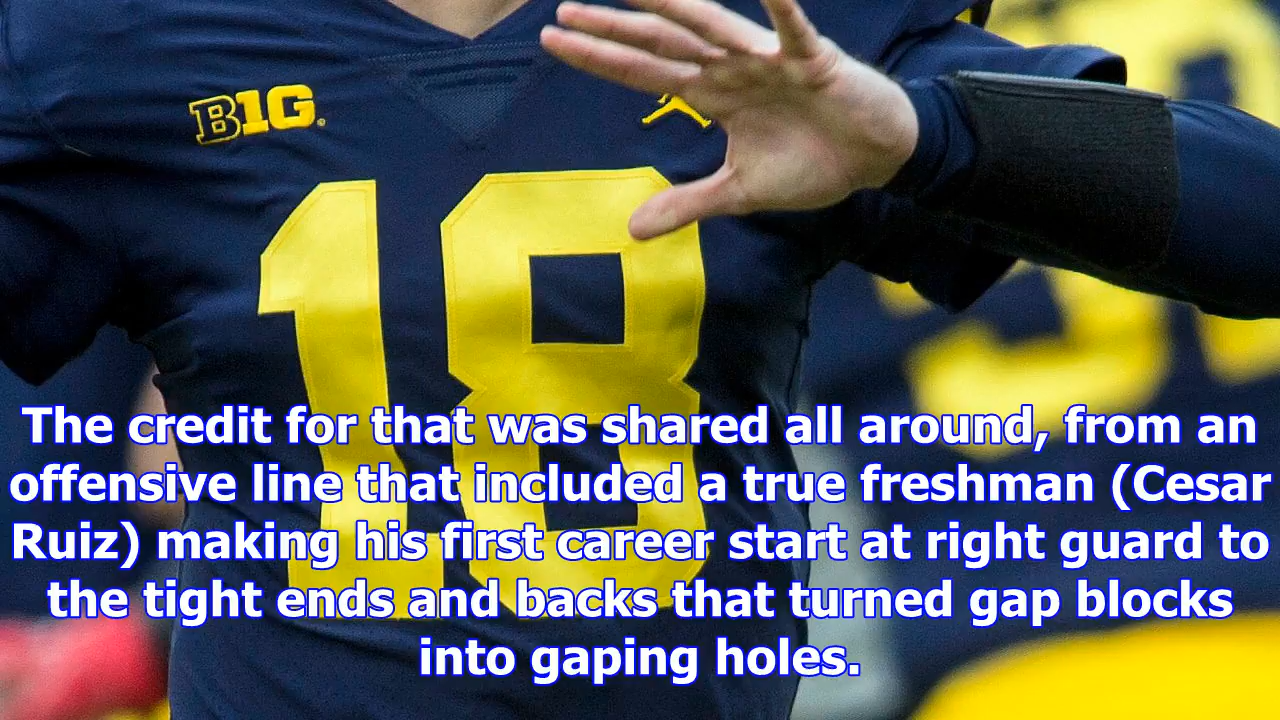 B1G
18
The credit for that was shared all around, from an
offensive line that included a true freshman (Cesar
Ruiz) making his first career start at right guard to
the tight ends and backs that turned gap blocks
into gaping holes.